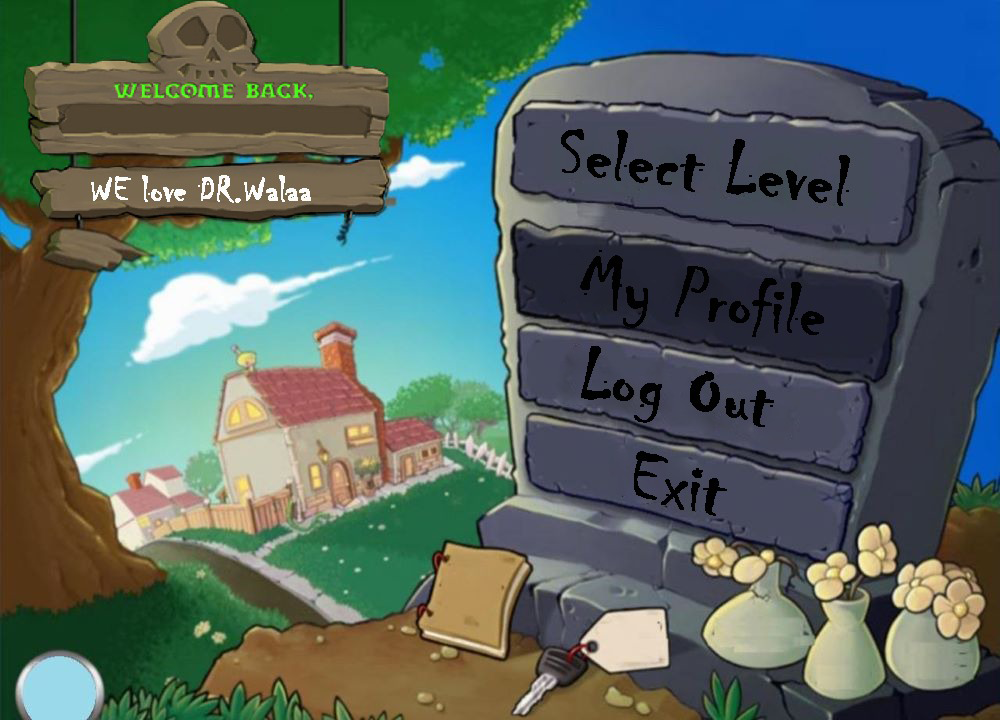 WELCOME BACK,
WE love DR.Walaa
Select Level
My Profile
Log Out
Exit